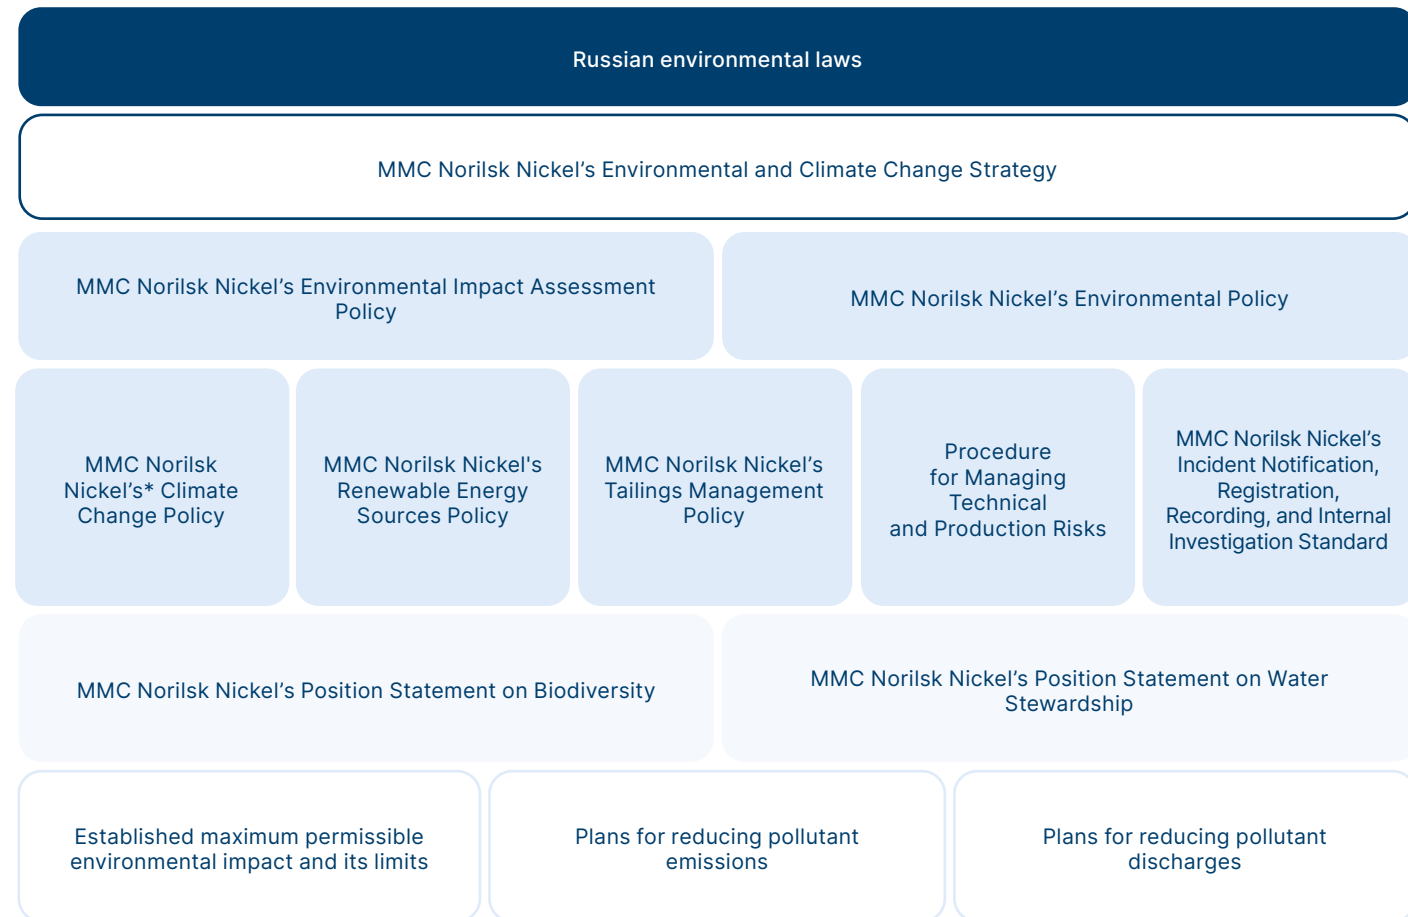 Russian environmental laws
MMC Norilsk Nickel’s Environmental and Climate Change Strategy
MMC Norilsk Nickel’s Environmental Impact Assessment
Policy
MMC Norilsk Nickel’s Environmental Policy
MMC Norilsk
Nickel’s* Climate
Change Policy
MMC Norilsk Nickel's
Renewable Energy
Sources Policy
MMC Norilsk Nickel’s
Tailings Management
Policy
Procedure
for Managing
Technical
and Production Risks
MMC Norilsk Nickel’s
Incident Notification,
Registration,
Recording, and Internal
Investigation Standard
MMC Norilsk Nickel’s Position Statement on Biodiversity
MMC Norilsk Nickel’s Position Statement on Water
Stewardship
Established maximum permissible
environmental impact and its limits
Plans for reducing pollutant
emissions
Plans for reducing pollutant
discharges